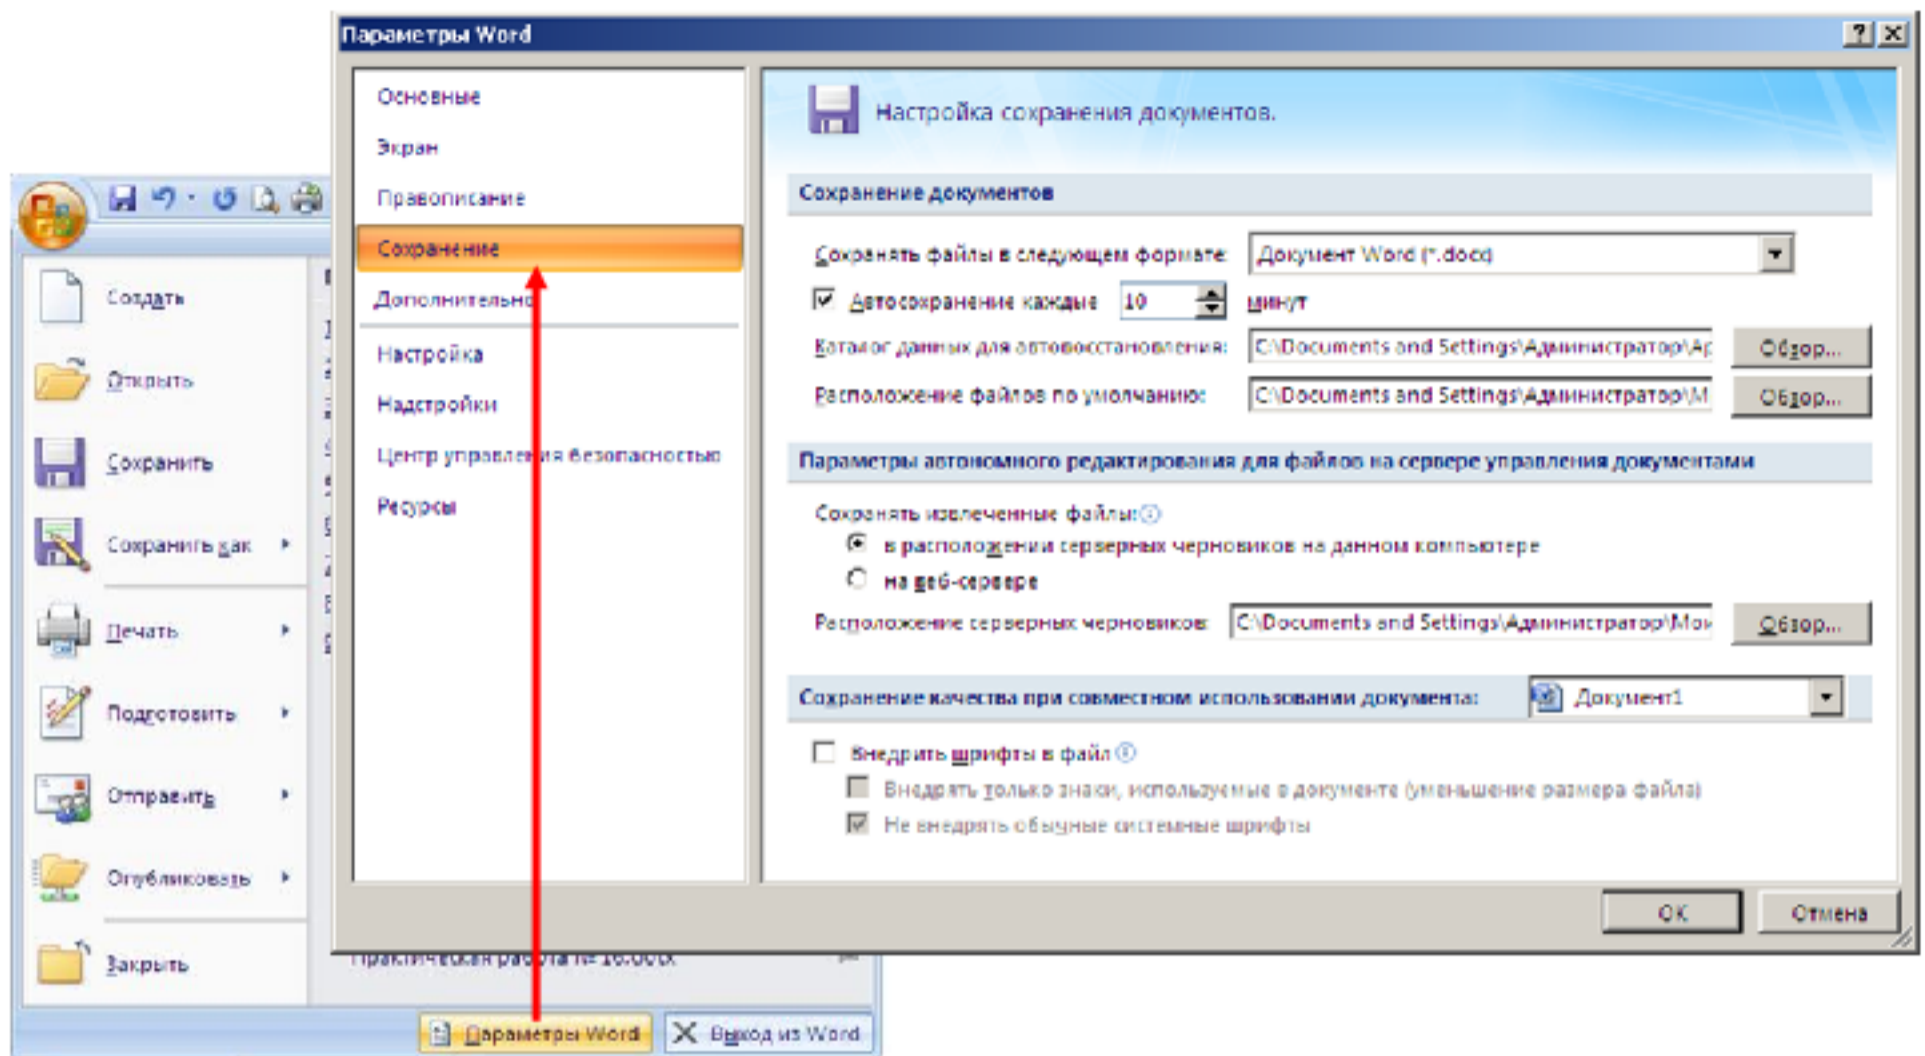 Параметры Word
Основные
Экран
Правописание
Сохранение
Дополнительно
Настройка
Надстройки
Центр управления безопасностью
Ресурсы
Настройка сохранения документов.
Сохранение документов
Сохранять файлы в следующем формате: Документ Word (*.docx)
Автосохранение каждые 10 минут
Каталог данных для автовосстановления: C:\Documents and Settings\Администратор\Ap Обзор...
Расположение файлов по умолчанию: C:\Documents and Settings\Администратор\М Обзор...
Параметры автономного редактирования для файлов на сервере управления документами
Сохранять извлеченные файлы:
в расположении серверных черновиков на данном компьютере
на веб-сервере
Расположение серверных черновиков: C:\Documents and Settings\Администратор\Мои Обзор...
Сохранение качества при совместном использовании документа: Документ1
Внедрить шрифты в файл
Внедрять только знаки, используемые в документе (уменьшение размера файла)
Не внедрять обычные системные шрифты
ОК Отмена
Создать
Открыть
Сохранить
Сохранить как
Печать
Подготовить
Отправить
Опубликовать
Закрыть
Практическая работа №
Параметры Word
Выход из Word